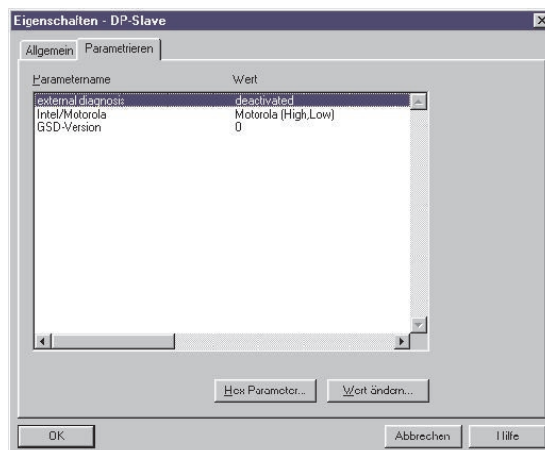 Eigenschaften - DP-Slave
Allgemein Parametrieren
Parametername Wert
external diagnosis deactivated
Intel/Motorola Motorola (High,Low)
GSD-Version 0
Hex Parameter... Wert ändern...
OK Abbrechen Hilfe